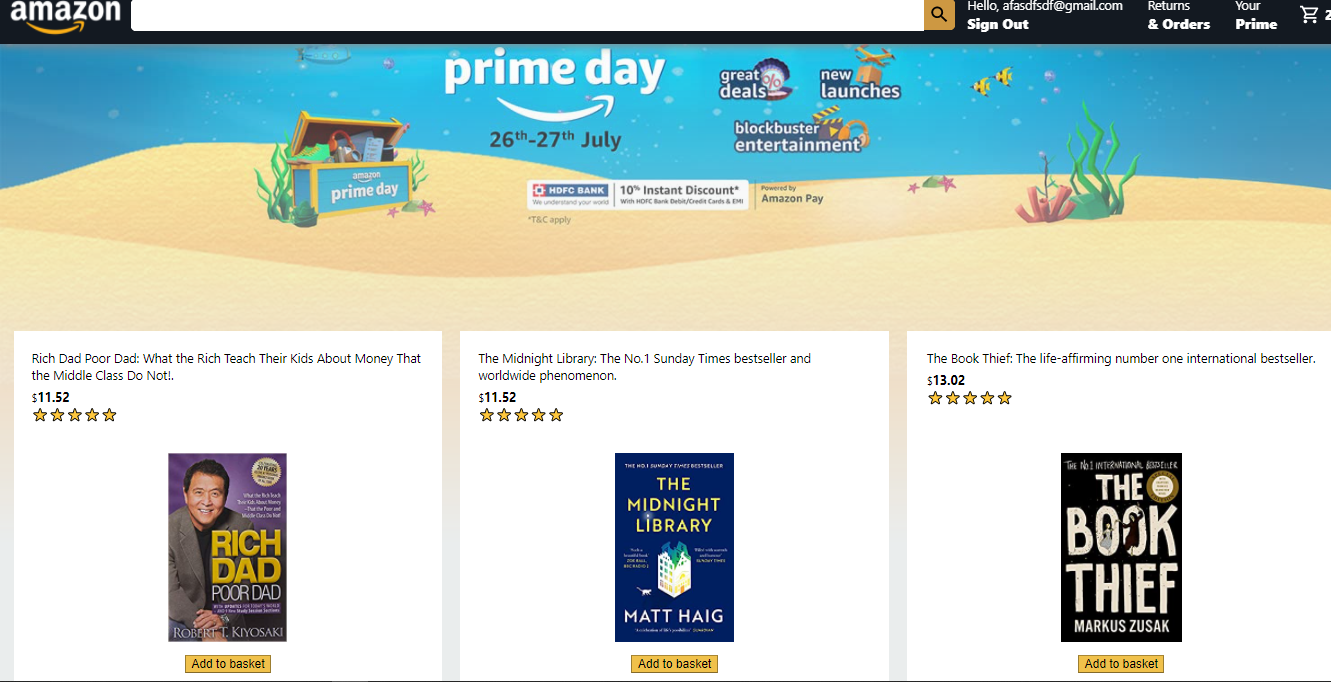 amazon
Hello, afasdfsdf@gmail.com
Sign Out
Returns
& Orders
Your
Prime
2
prime day
26th-27th July
great
deals
%
new
launches
blockbuster
entertainment
amazon
prime day
HDFC BANK
We understand your world
10% Instant Discount*
With HDFC Bank Debit/Credit Cards & EMI
Powered by
Amazon Pay
*T&C apply
Rich Dad Poor Dad: What the Rich Teach Their Kids About Money That
the Middle Class Do Not!.
$11.52
The Midnight Library: The No.1 Sunday Times bestseller and
worldwide phenomenon.
$11.52
The Book Thief: The life-affirming number one international bestseller.
$13.02
What the Rich Teach
Their Kids About Money
—That the Poor and
Middle Class Do Not!
RICH
DAD
POOR DAD
ROBERT T. KIYOSAKI
THE NO.1 SUNDAY TIMES BESTSELLER
THE
MIDNIGHT
LIBRARY
MATT HAIG
THE NO.1 INTERNATIONAL BESTSELLER
THE
BOOK
THIEF
MARKUS ZUSAK
Add to basket
Add to basket
Add to basket